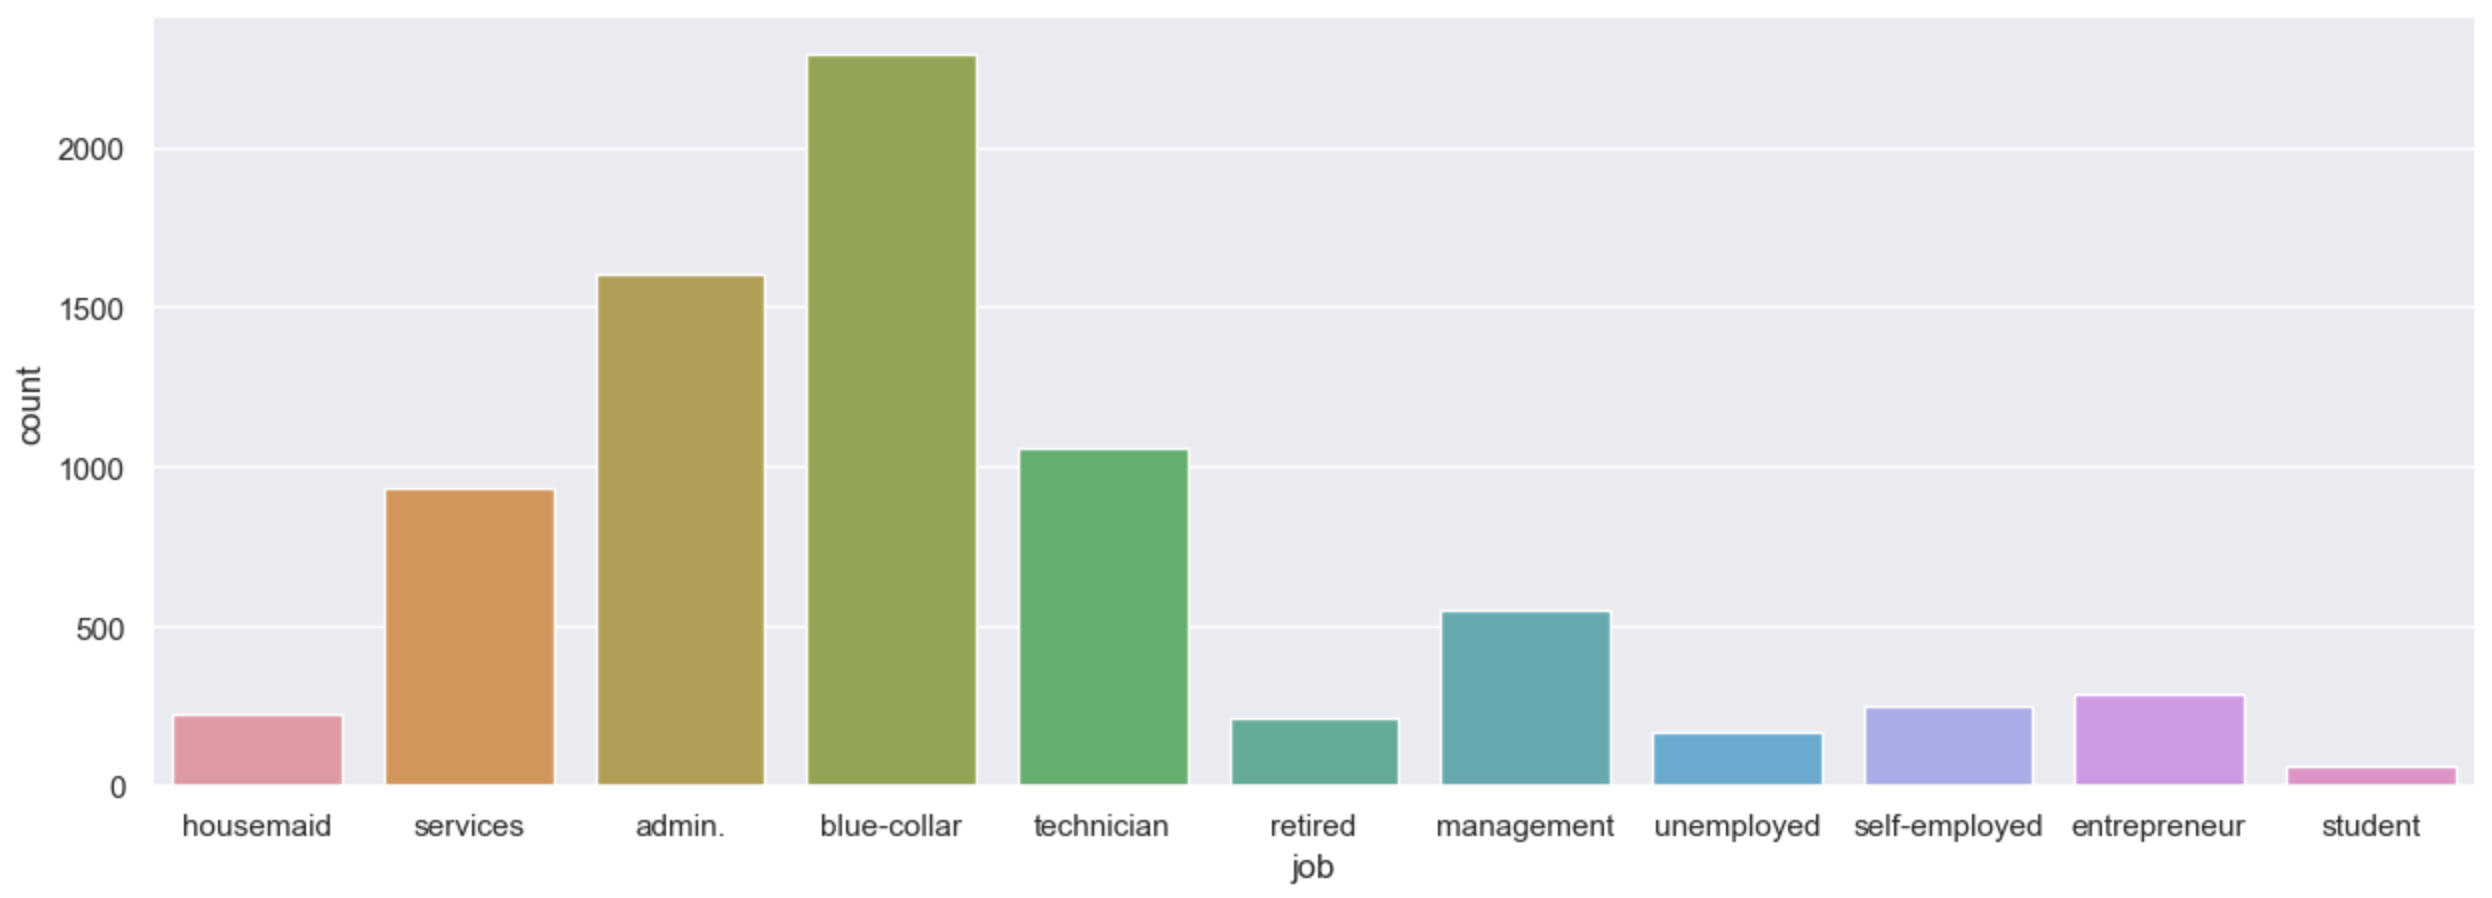 count
2000
1500
1000
500
0
housemaid services admin. blue-collar technician retired management unemployed self-employed entrepreneur student
job